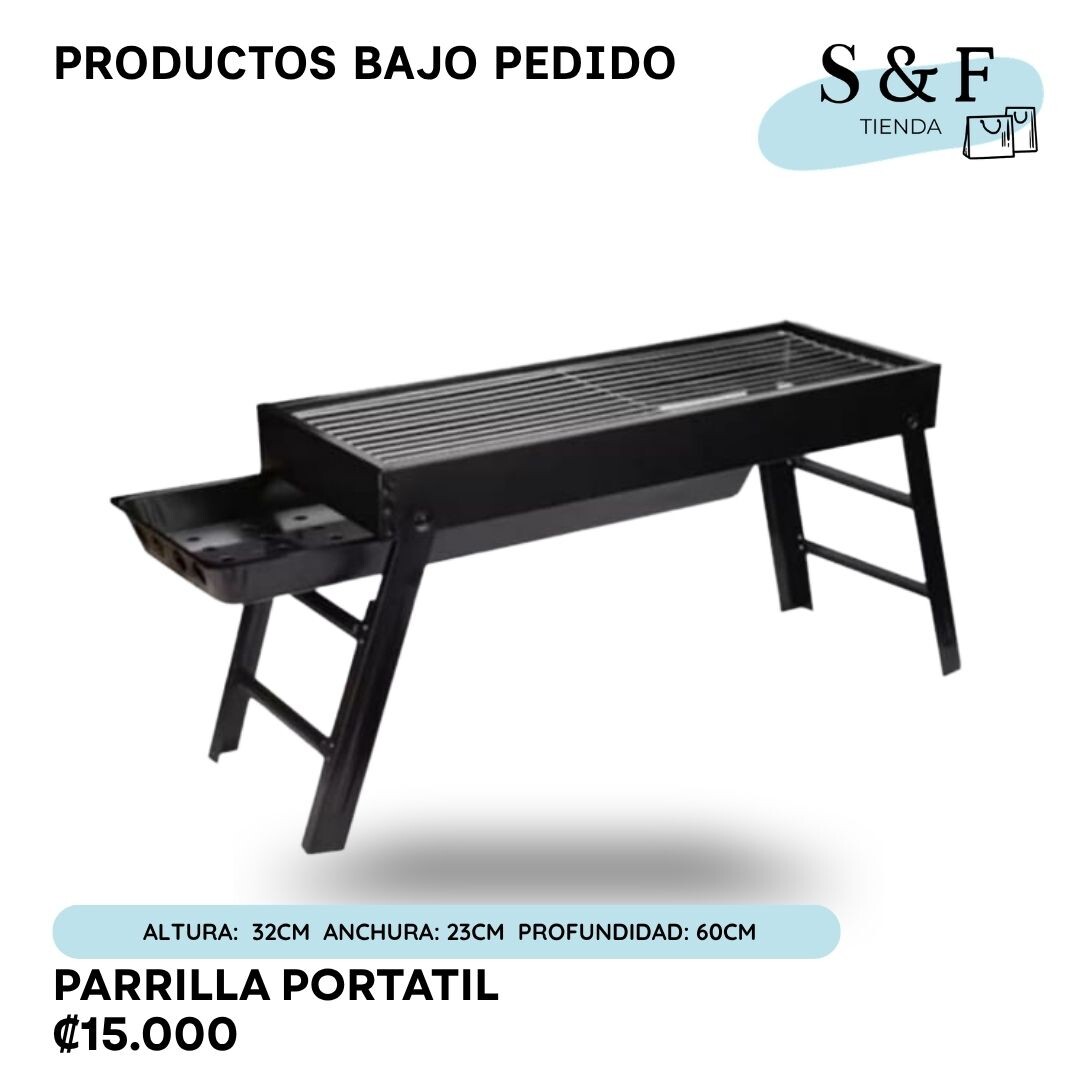 PRODUCTOS BAJO PEDIDO
S & F
TIENDA
ALTURA: 32CM ANCHURA: 23CM PROFUNDIDAD: 60CM
PARRILLA PORTATIL
₡15.000